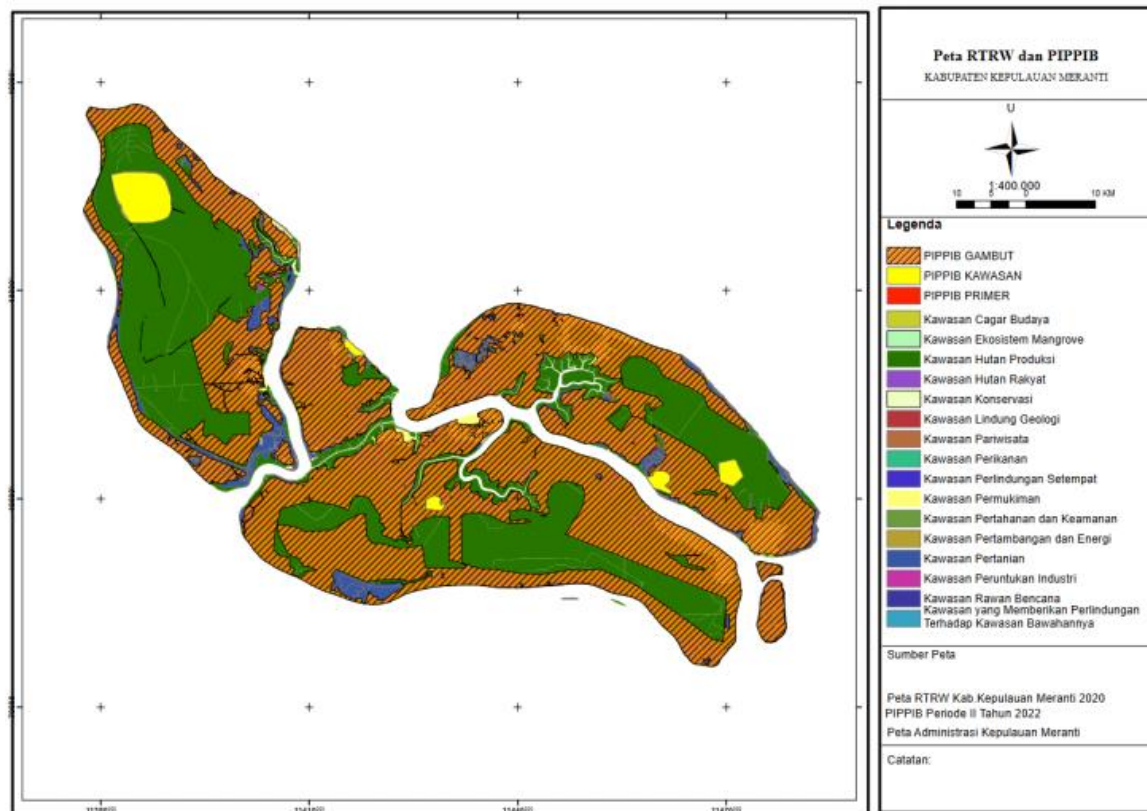 Peta RTRW dan PIPPIB
KABUPATEN KEPULAUAN MERANTI
U
1:400.000
10 5 0 10 KM
Legenda
PIPPIB GAMBUT
PIPPIB KAWASAN
PIPPIB PRIMER
Kawasan Cagar Budaya
Kawasan Ekosistem Mangrove
Kawasan Hutan Produksi
Kawasan Hutan Rakyat
Kawasan Konservasi
Kawasan Lindung Geologi
Kawasan Pariwisata
Kawasan Perikanan
Kawasan Perlindungan Setempat
Kawasan Permukiman
Kawasan Pertahanan dan Keamanan
Kawasan Pertambangan dan Energi
Kawasan Pertanian
Kawasan Peruntukan Industri
Kawasan Rawan Bencana
Kawasan yang Memberikan Perlindungan
Terhadap Kawasan Bawahannya
Sumber Peta
Peta RTRW Kab.Kepulauan Meranti 2020
PIPPIB Periode II Tahun 2022
Peta Administrasi Kepulauan Meranti
Catatan: